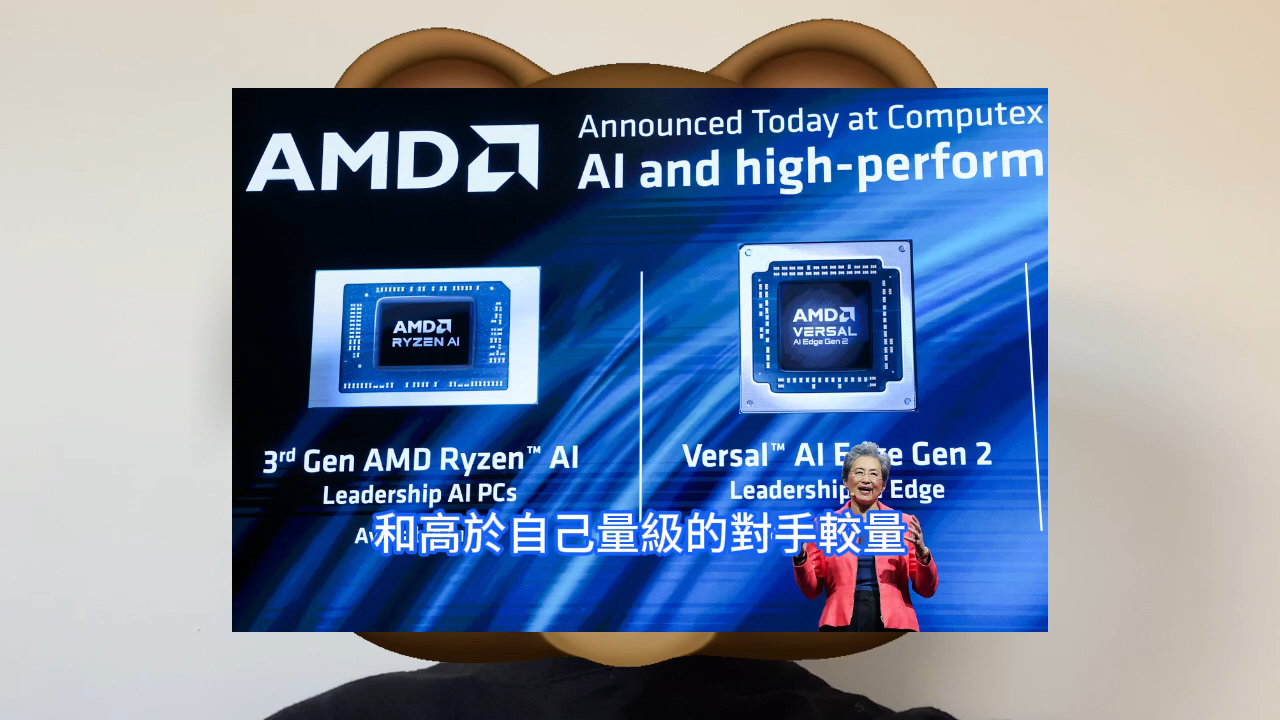 AMD
Announced Today at Computex
AI and high-perform
AMD
RYZEN AI
AMD
VERSAL
AI Edge Gen 2
3rd Gen AMD Ryzen™ AI
Leadership AI PCs
Versal™ AI Edge Gen 2
Leadership Edge
和高於自己量級的對手較量